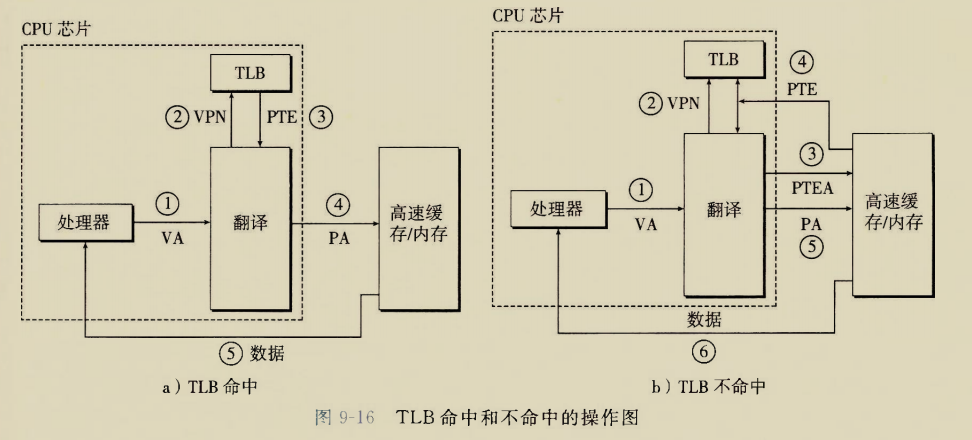 CPU 芯片
TLB
② VPN
PTE ③
①
处理器
VA
翻译
④
PA
高速缓
存/内存
⑤ 数据
a）TLB 命中
CPU 芯片
TLB
④
PTE
② VPN
③
PTEA
①
处理器
VA
翻译
PA
⑤
高速缓
存/内存
数据
⑥
b）TLB 不命中
图 9-16 TLB 命中和不命中的操作图